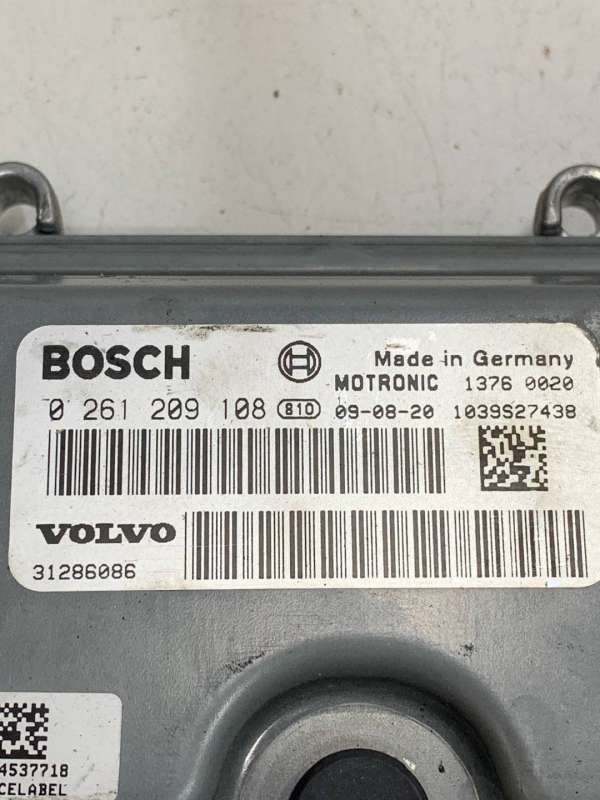 BOSCH Made in Germany
MOTRONIC 1376 0020
0 261 209 108 810 09-08-20 1039S27438
VOLVO
31286086
4537718
CELABEL